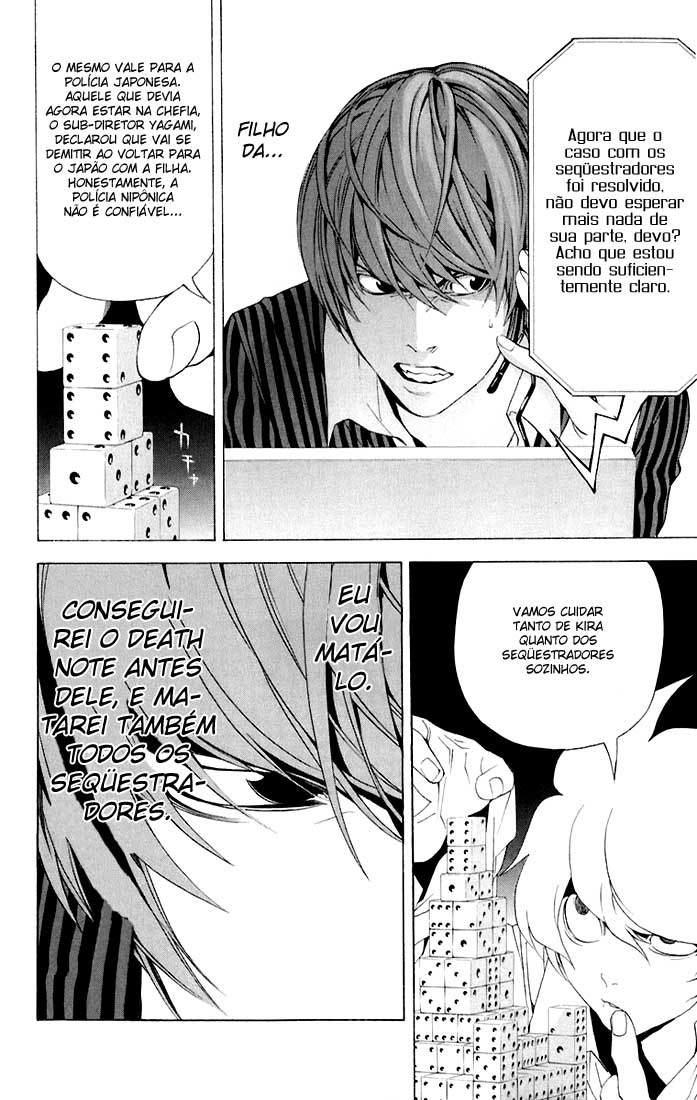 Agora que o
caso com os
seqüestradores
foi resolvido,
não devo esperar
mais nada de
sua parte, devo?
Acho que estou
sendo suficien-
temente claro.
FILHO
DA...
O MESMO VALE PARA A
POLÍCIA JAPONESA.
AQUELE QUE DEVIA
AGORA ESTAR NA CHEFIA,
O SUB-DIRETOR YAGAMI,
DECLAROU QUE VAI SE
DEMITIR AO VOLTAR PARA
O JAPÃO COM A FILHA.
HONESTAMENTE, A
POLÍCIA NIPÔNICA
NÃO É CONFIÁVEL...
カチャ
VAMOS CUIDAR
TANTO DE KIRA
QUANTO DOS
SEQÜESTRADORES
SOZINHOS.
EU
VOU
MATÁ-
LO.
CONSEGUI-
REI O DEATH
NOTE ANTES
DELE, E MA-
TAREI TAMBÉM
TODOS OS
SEQÜESTRA-
DORES.